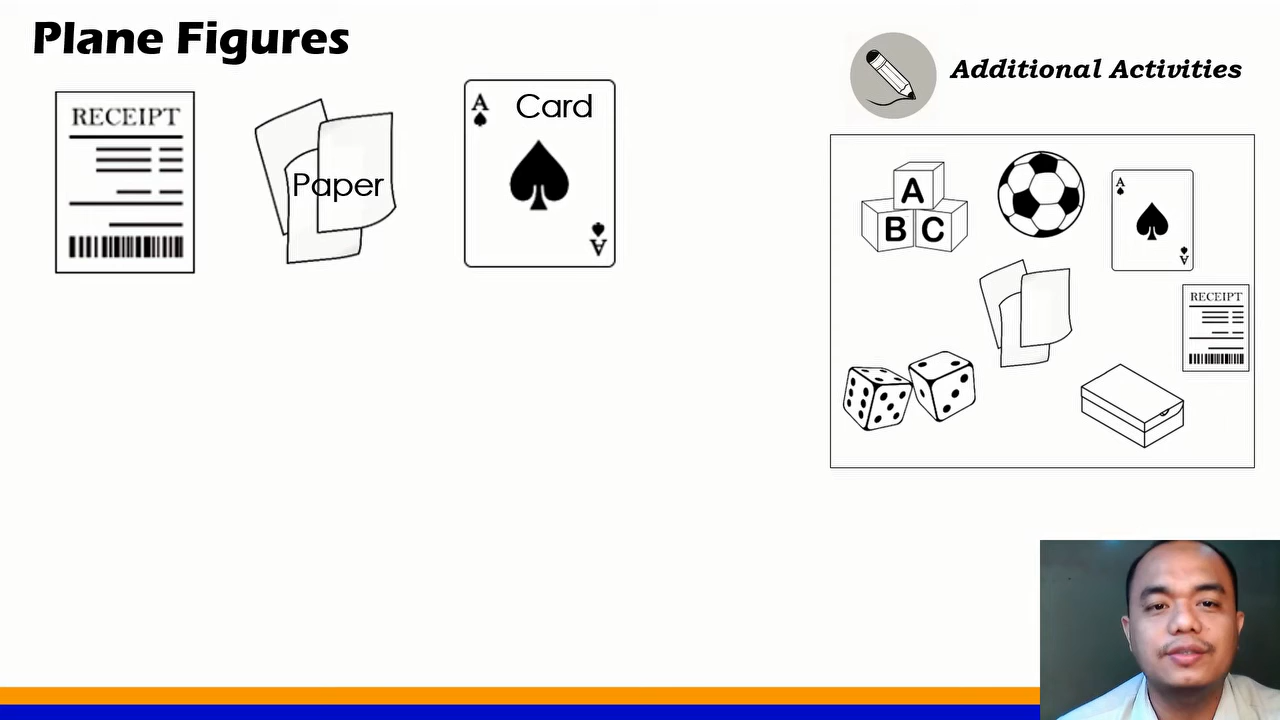 Plane Figures
Additional Activities
RECEIPT
Paper
A
Card
A
A
B C
A
A
RECEIPT